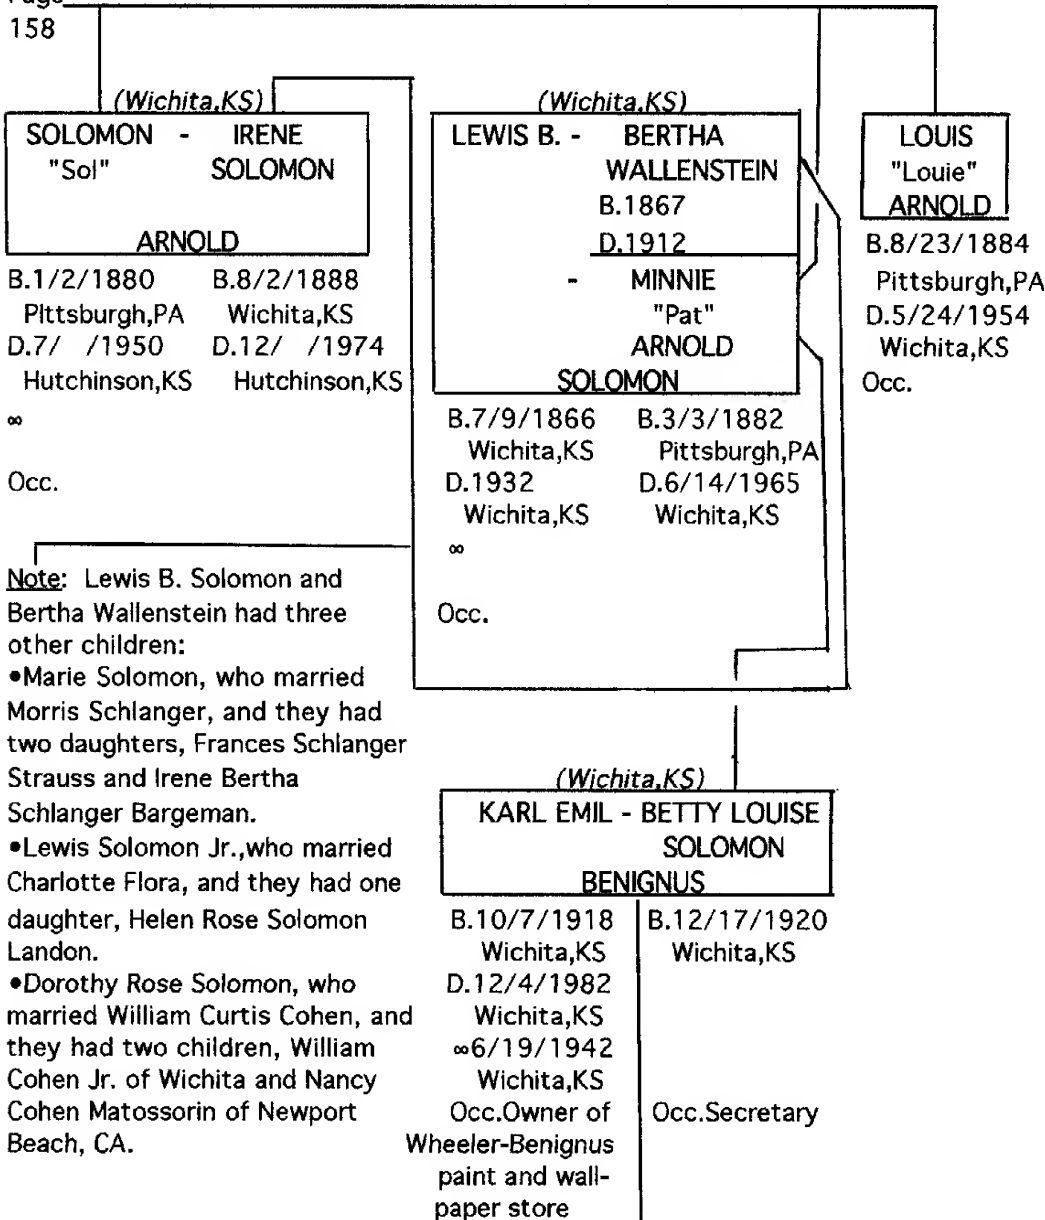 Page
158
(Wichita,KS)
SOLOMON - IRENE
"Sol" SOLOMON
ARNOLD
B.1/2/1880 B.8/2/1888
Pittsburgh,PA Wichita,KS
D.7/ /1950 D.12/ /1974
Hutchinson,KS Hutchinson,KS
∞
Occ.
(Wichita,KS)
LEWIS B. - BERTHA
WALLENSTEIN
B.1867
D.1912
- MINNIE
"Pat"
ARNOLD
SOLOMON
B.7/9/1866 B.3/3/1882
Wichita,KS Pittsburgh,PA
D.1932 D.6/14/1965
Wichita,KS Wichita,KS
∞
Occ.
LOUIS
"Louie"
ARNOLD
B.8/23/1884
Pittsburgh,PA
D.5/24/1954
Wichita,KS
Occ.
Note: Lewis B. Solomon and
Bertha Wallenstein had three
other children:
•Marie Solomon, who married
Morris Schlanger, and they had
two daughters, Frances Schlanger
Strauss and Irene Bertha
Schlanger Bargeman.
•Lewis Solomon Jr.,who married
Charlotte Flora, and they had one
daughter, Helen Rose Solomon
Landon.
•Dorothy Rose Solomon, who
married William Curtis Cohen, and
they had two children, William
Cohen Jr. of Wichita and Nancy
Cohen Matossorin of Newport
Beach, CA.
(Wichita,KS)
KARL EMIL - BETTY LOUISE
SOLOMON
BENIGNUS
B.10/7/1918 B.12/17/1920
Wichita,KS Wichita,KS
D.12/4/1982
Wichita,KS
∞6/19/1942
Wichita,KS
Occ.Owner of Occ.Secretary
Wheeler-Benignus
paint and wall-
paper store